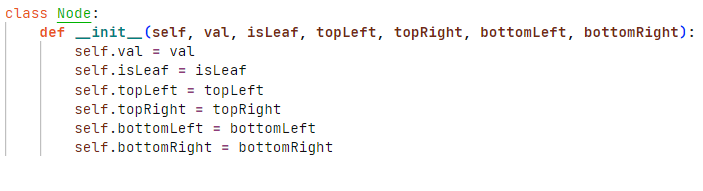 class Node:
    def __init__(self, val, isLeaf, topLeft, topRight, bottomLeft, bottomRight):
        self.val = val
        self.isLeaf = isLeaf
        self.topLeft = topLeft
        self.topRight = topRight
        self.bottomLeft = bottomLeft
        self.bottomRight = bottomRight